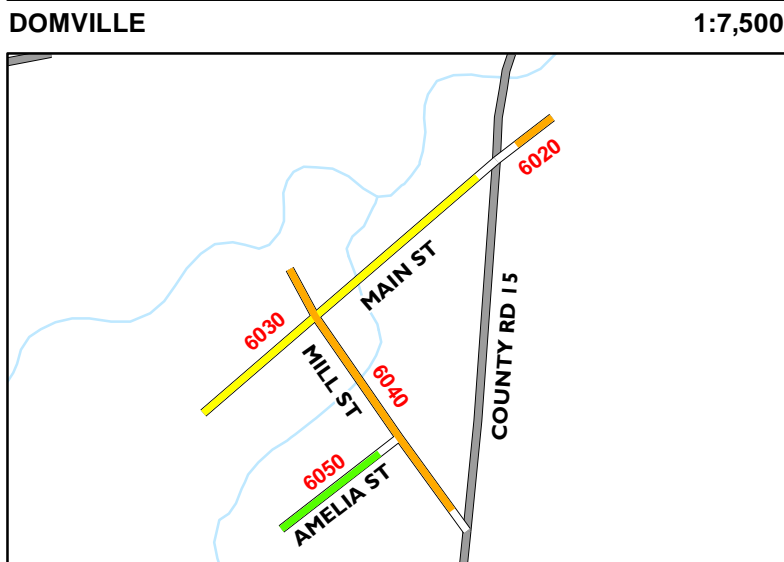 DOMVILLE 1:7,500
6020
MAIN ST
6030
MILL ST
6040
COUNTY RD 15
6050
AMELIA ST